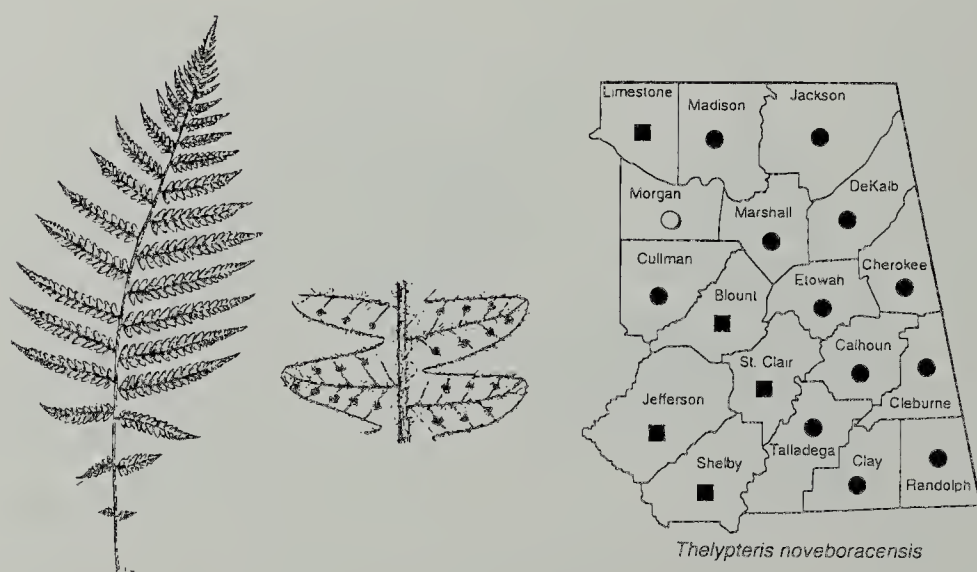 Limestone
Madison
Jackson
Morgan
Marshall
DeKalb
Cullman
Blount
Etowah
Cherokee
St. Clair
Calhoun
Jefferson
Cleburne
Shelby
Talladega
Clay
Randolph
Thelypteris noveboracensis